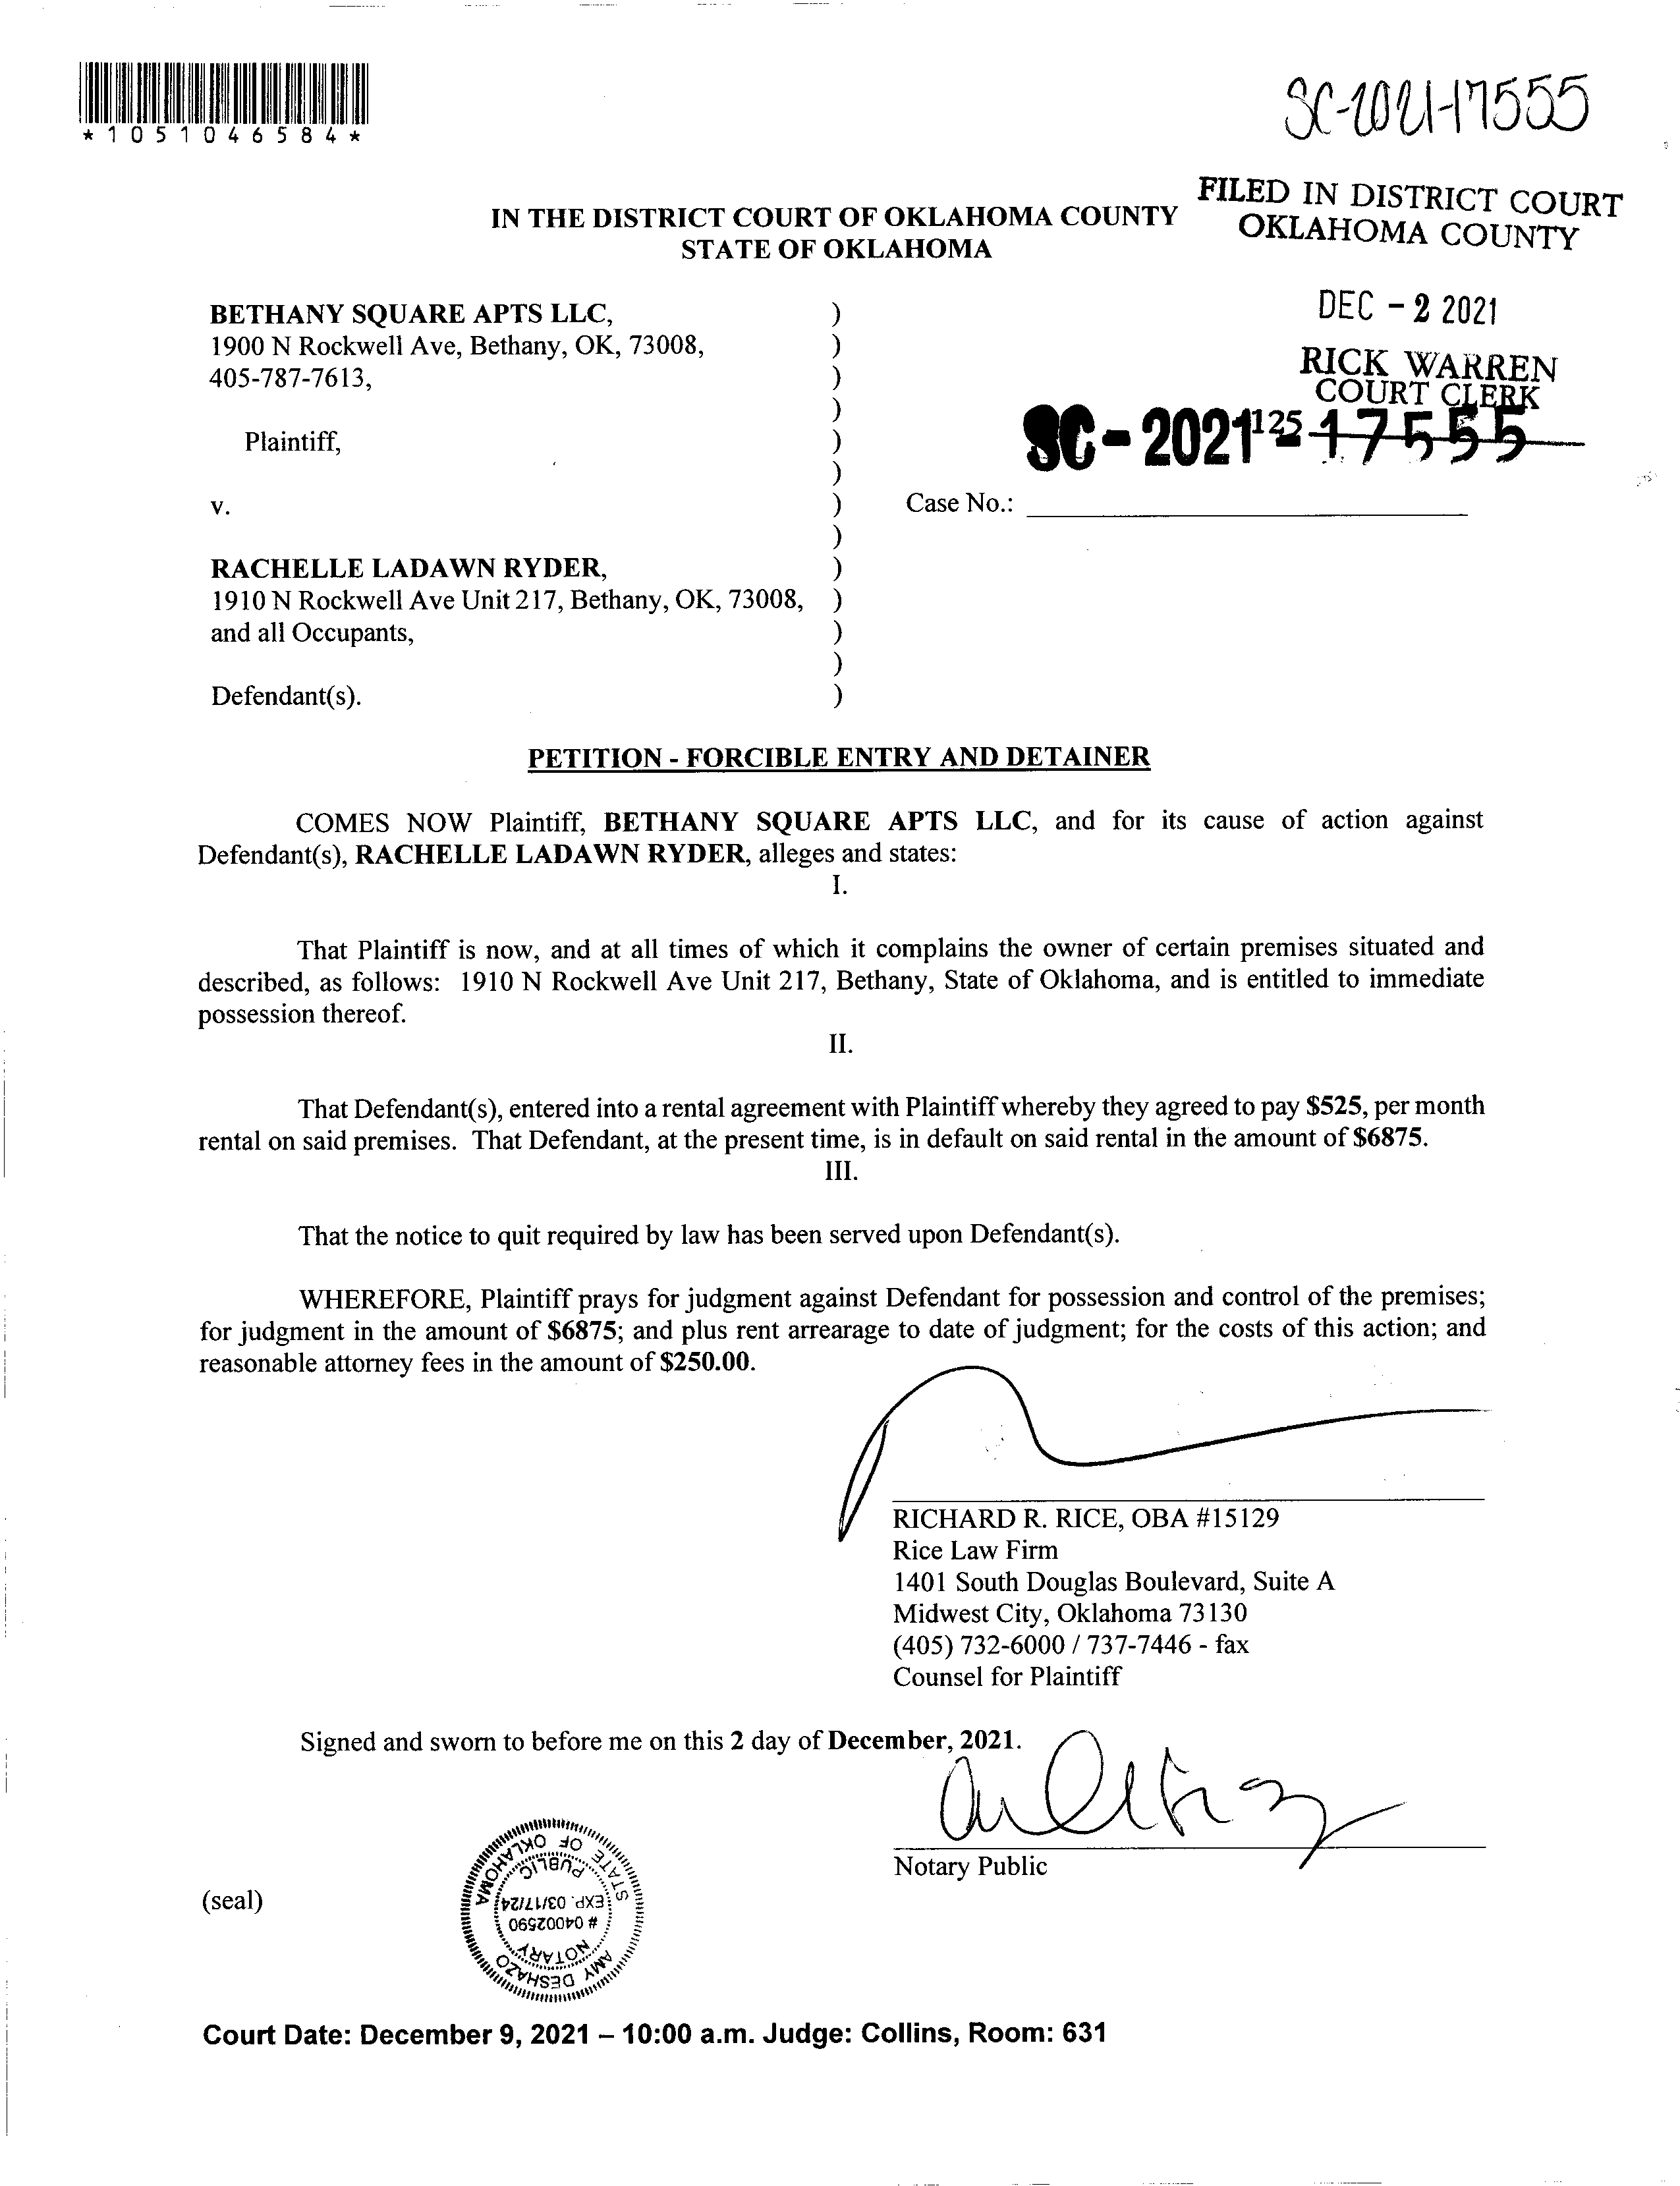 *1051046584*
SC-2021-17555
FILED IN DISTRICT COURT
OKLAHOMA COUNTY
IN THE DISTRICT COURT OF OKLAHOMA COUNTY
STATE OF OKLAHOMA
DEC - 2 2021
RICK WARREN
COURT CLERK
125
SC - 2021 - 17555
BETHANY SQUARE APTS LLC, )
1900 N Rockwell Ave, Bethany, OK, 73008, )
405-787-7613, )
)
Plaintiff, )
)
v. ) Case No.:
)
RACHELLE LADAWN RYDER, )
1910 N Rockwell Ave Unit 217, Bethany, OK, 73008, )
and all Occupants, )
)
Defendant(s). )
PETITION - FORCIBLE ENTRY AND DETAINER
COMES NOW Plaintiff, BETHANY SQUARE APTS LLC, and for its cause of action against
Defendant(s), RACHELLE LADAWN RYDER, alleges and states:
I.
That Plaintiff is now, and at all times of which it complains the owner of certain premises situated and
described, as follows: 1910 N Rockwell Ave Unit 217, Bethany, State of Oklahoma, and is entitled to immediate
possession thereof.
II.
That Defendant(s), entered into a rental agreement with Plaintiff whereby they agreed to pay $525, per month
rental on said premises. That Defendant, at the present time, is in default on said rental in the amount of $6875.
III.
That the notice to quit required by law has been served upon Defendant(s).
WHEREFORE, Plaintiff prays for judgment against Defendant for possession and control of the premises;
for judgment in the amount of $6875; and plus rent arrearage to date of judgment; for the costs of this action; and
reasonable attorney fees in the amount of $250.00.
RICHARD R. RICE, OBA #15129
Rice Law Firm
1401 South Douglas Boulevard, Suite A
Midwest City, Oklahoma 73130
(405) 732-6000 / 737-7446 - fax
Counsel for Plaintiff
Signed and sworn to before me on this 2 day of December, 2021.
Notary Public
(seal)
AMY DESHAZO
NOTARY
# 04002590
EXP. 03/17/24
PUBLIC
STATE OF OKLAHOMA
Court Date: December 9, 2021 – 10:00 a.m. Judge: Collins, Room: 631